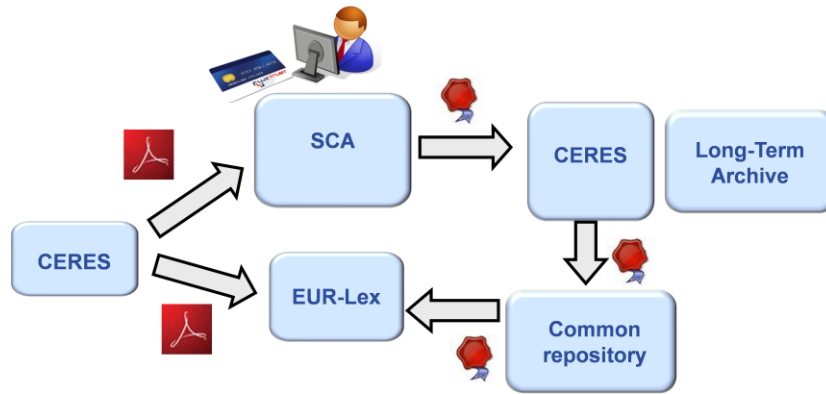 SCA
CERES
Long-Term
Archive
CERES
EUR-Lex
Common
repository